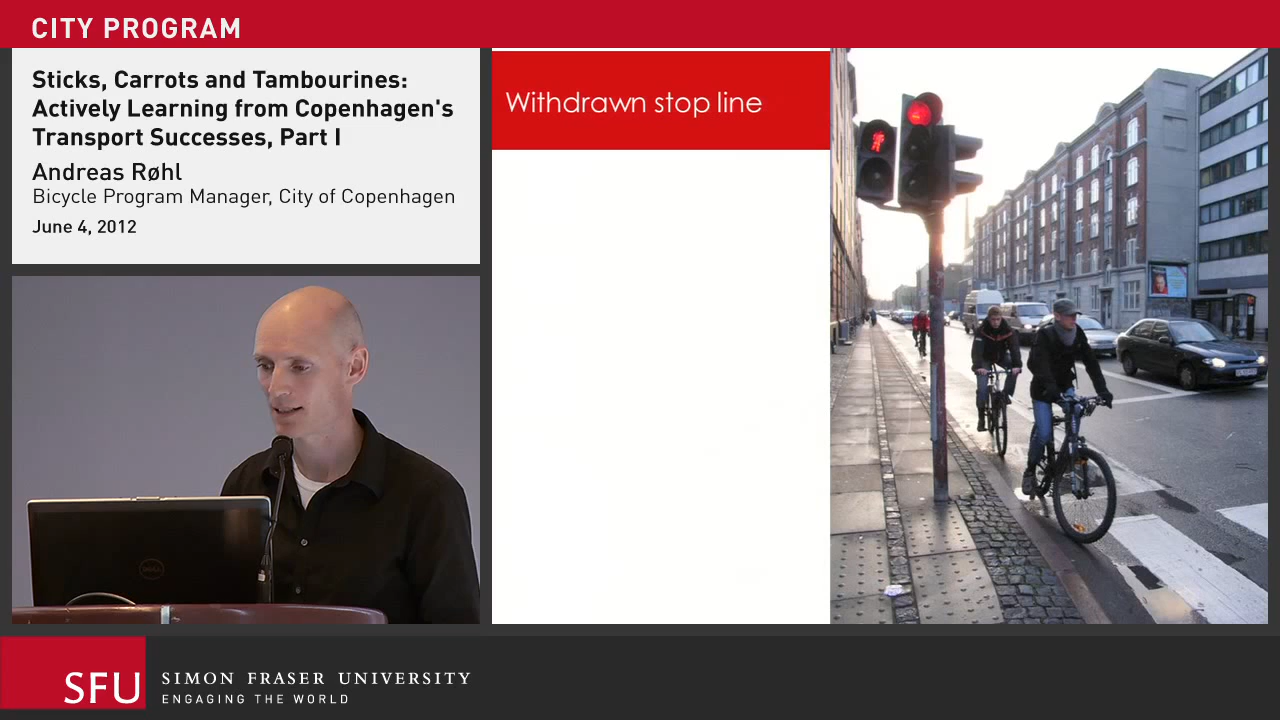 CITY PROGRAM
Sticks, Carrots and Tambourines:
Actively Learning from Copenhagen's
Transport Successes, Part I
Andreas Røhl
Bicycle Program Manager, City of Copenhagen
June 4, 2012
Withdrawn stop line
DELL
SFU
SIMON FRASER UNIVERSITY
ENGAGING THE WORLD